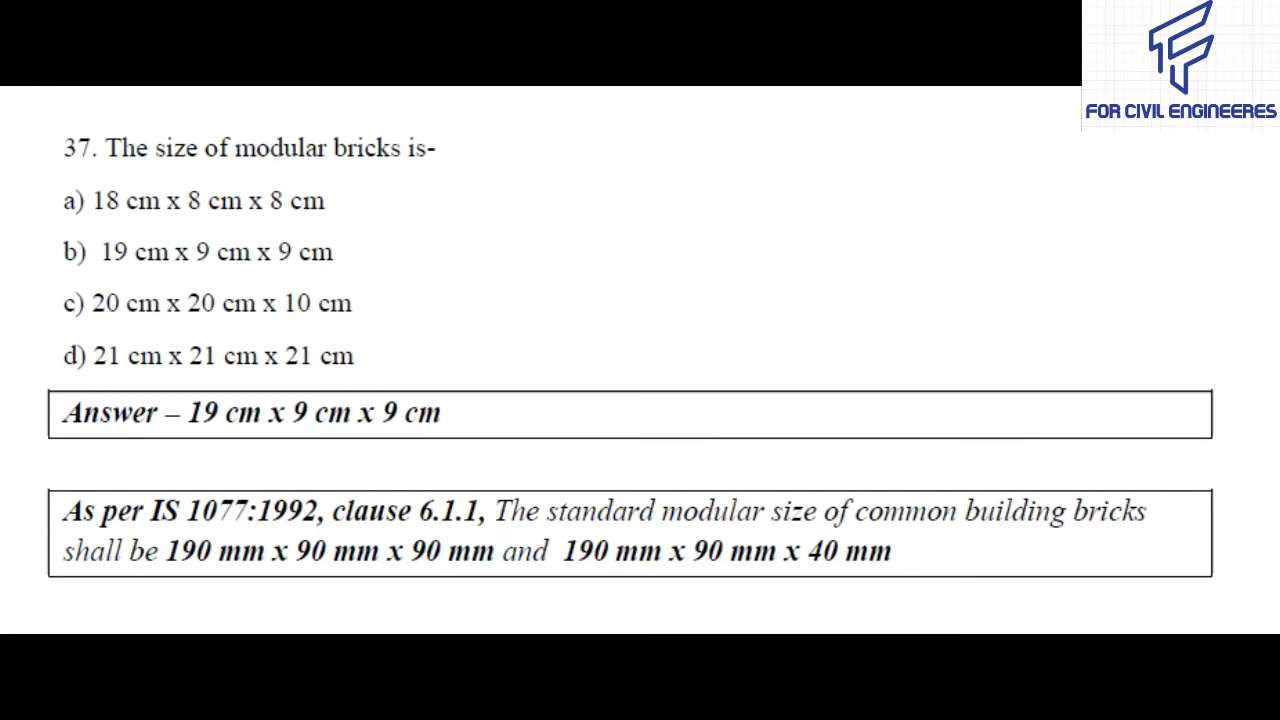 FOR CIVIL ENGINEERES
37. The size of modular bricks is-
a) 18 cm x 8 cm x 8 cm
b) 19 cm x 9 cm x 9 cm
c) 20 cm x 20 cm x 10 cm
d) 21 cm x 21 cm x 21 cm
Answer – 19 cm x 9 cm x 9 cm
As per IS 1077:1992, clause 6.1.1, The standard modular size of common building bricks
shall be 190 mm x 90 mm x 90 mm and 190 mm x 90 mm x 40 mm